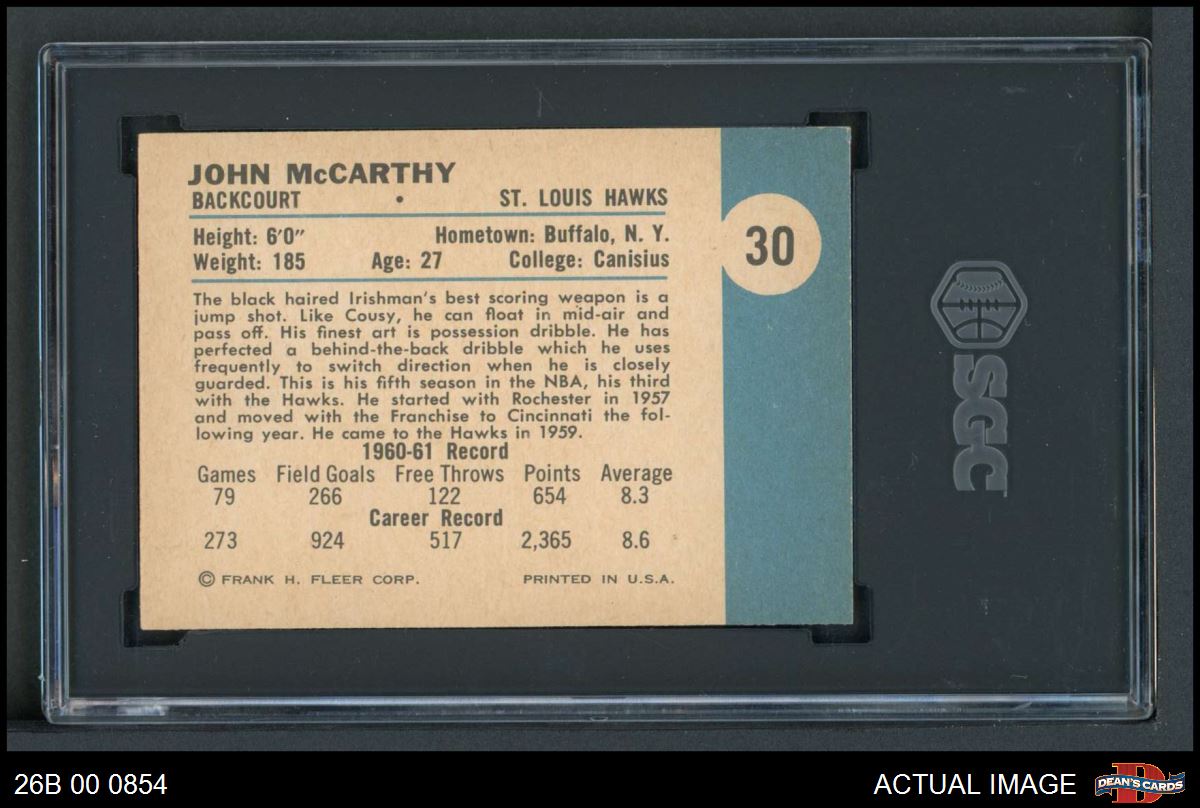 JOHN McCARTHY
BACKCOURT • ST. LOUIS HAWKS
Height: 6'0" Hometown: Buffalo, N. Y.
Weight: 185 Age: 27 College: Canisius
30
The black haired Irishman's best scoring weapon is a
jump shot. Like Cousy, he can float in mid-air and
pass off. His finest art is possession dribble. He has
perfected a behind-the-back dribble which he uses
frequently to switch direction when he is closely
guarded. This is his fifth season in the NBA, his third
with the Hawks. He started with Rochester in 1957
and moved with the Franchise to Cincinnati the fol-
lowing year. He came to the Hawks in 1959.
1960-61 Record
Games Field Goals Free Throws Points Average
79 266 122 654 8.3
Career Record
273 924 517 2,365 8.6
© FRANK H. FLEER CORP. PRINTED IN U.S.A.
SGC
26B 00 0854
ACTUAL IMAGE
D
DEAN'S CARDS